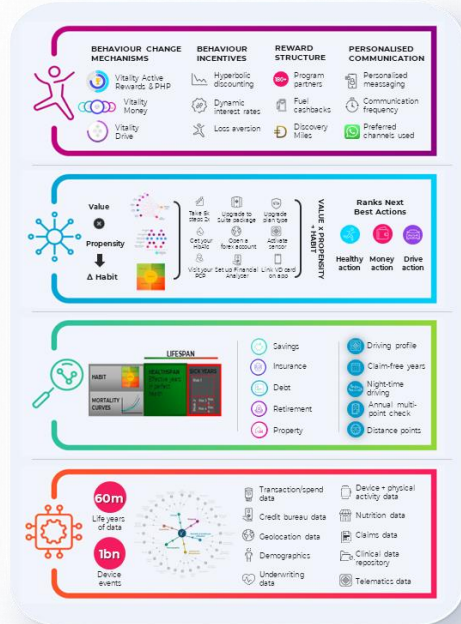 BEHAVIOUR CHANGE
MECHANISMS
Vitality Active
Rewards & PHP
Vitality
Money
Vitality
Drive
BEHAVIOUR
INCENTIVES
Hyperbolic
discounting
Dynamic
interest rates
Loss aversion
REWARD
STRUCTURE
Program
partners
Fuel
cashbacks
Discovery
Miles
PERSONALISED
COMMUNICATION
Personalised
meassaging
Communication
frequency
Preferred
channels used
Value
Propensity
Δ Habit
Upgrade to
Suite package
Upgrade
plan type
Get your
HbA1c
Open a
forex account
Activate
sensor
Visit your
PCP
Set up Financial
Analyser
Link VD card
on app
VALUE X PROPENSITY
+ HABIT
Ranks Next
Best Actions
Healthy
action
Money
action
Drive
action
LIFESPAN
HABIT
MORTALITY
CURVES
Savings
Insurance
Debt
Retirement
Property
Driving profile
Claim-free years
Night-time
driving
Annual multi-
point check
Distance points
60m
Life years
of data
1bn
Device
events
Transaction/spend
data
Credit bureau data
Geolocation data
Demographics
Underwriting
data
Device + physical
activity data
Nutrition data
Claims data
Clinical data
repository
Telematics data